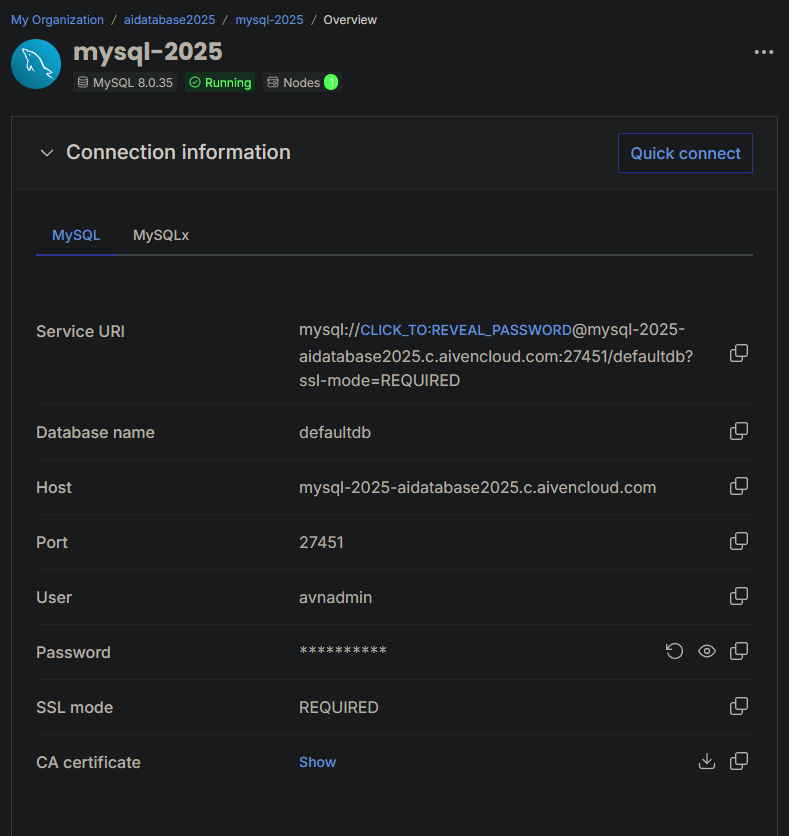 My Organization / aidatabase2025 / mysql-2025 / Overview
mysql-2025
MySQL 8.0.35 Running Nodes 1
Connection information
Quick connect
MySQL MySQLx
Service URI
mysql://CLICK_TO:REVEAL_PASSWORD@mysql-2025-
aidatabase2025.c.aivencloud.com:27451/defaultdb?
ssl-mode=REQUIRED
Database name defaultdb
Host mysql-2025-aidatabase2025.c.aivencloud.com
Port 27451
User avnadmin
Password **********
SSL mode REQUIRED
CA certificate Show